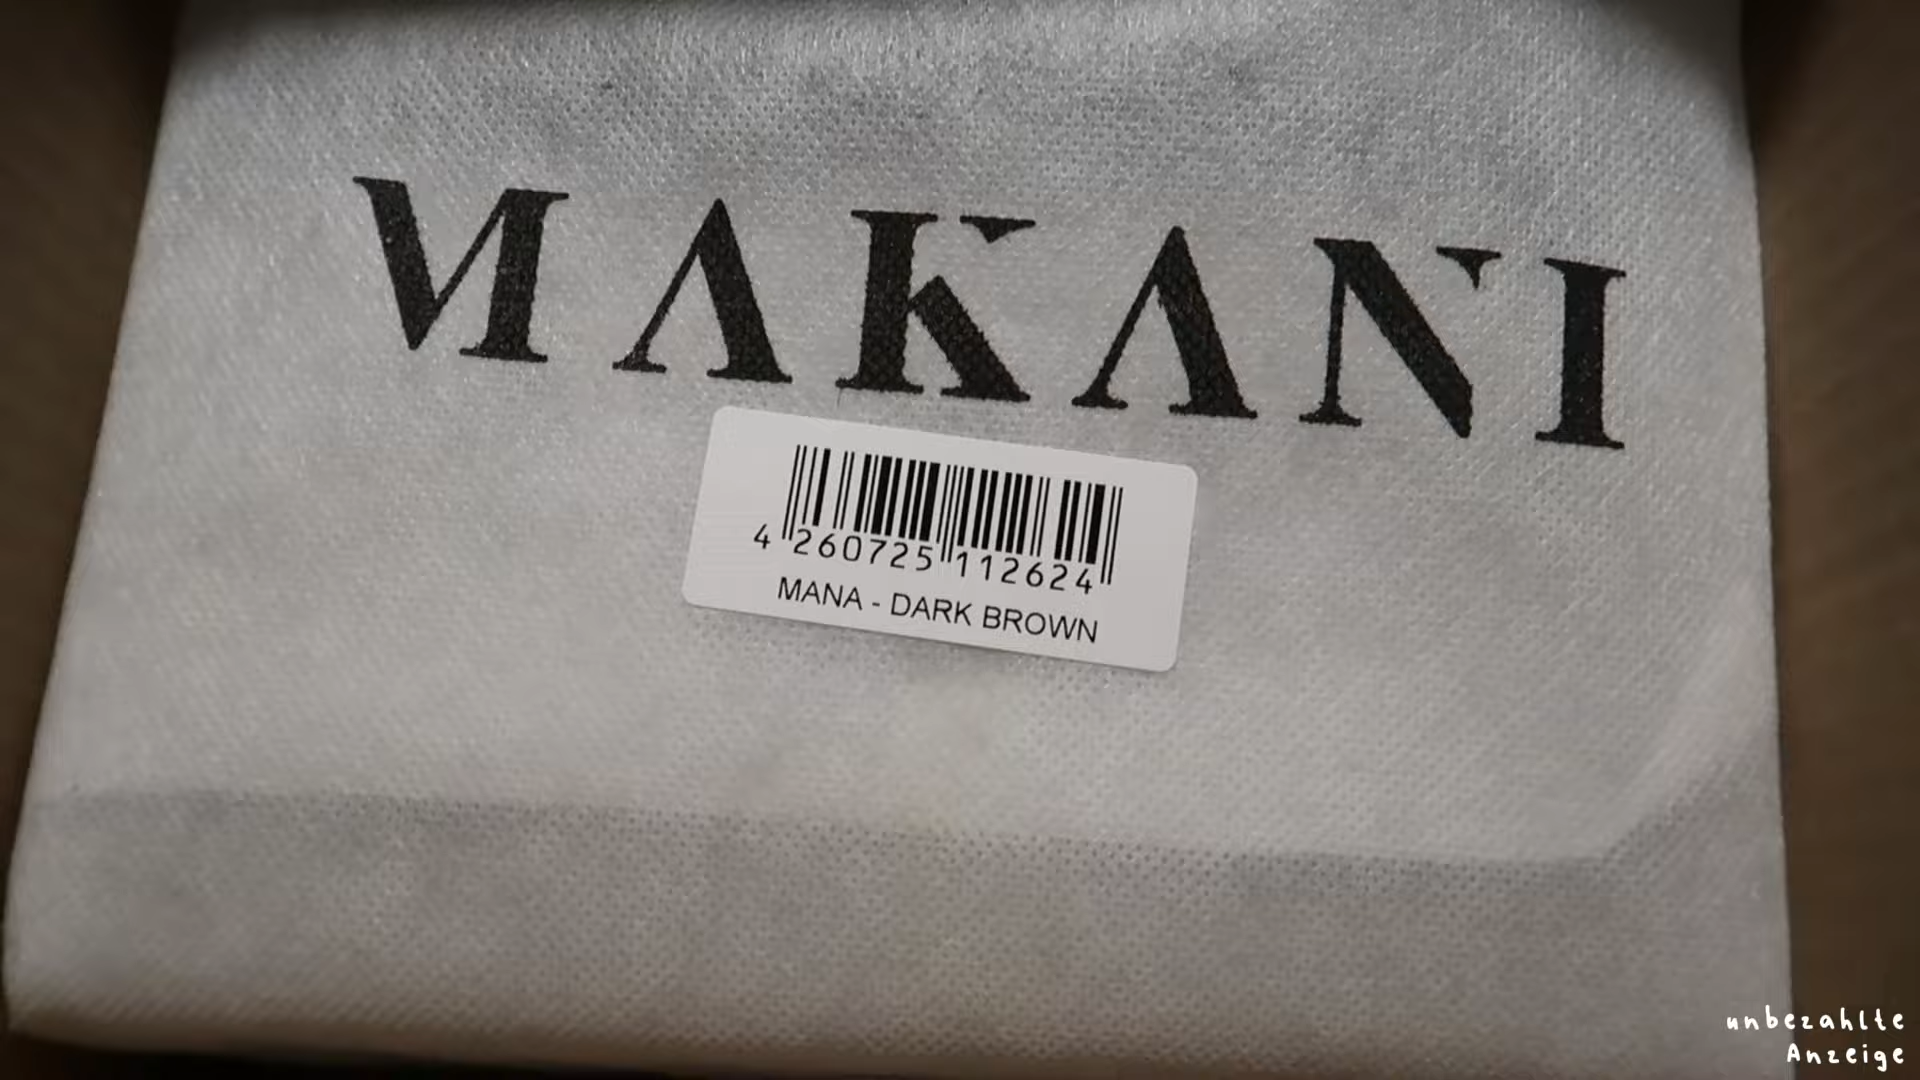 MAKANI
4 260725 112624
MANA - DARK BROWN
unbezahlte
Anzeige